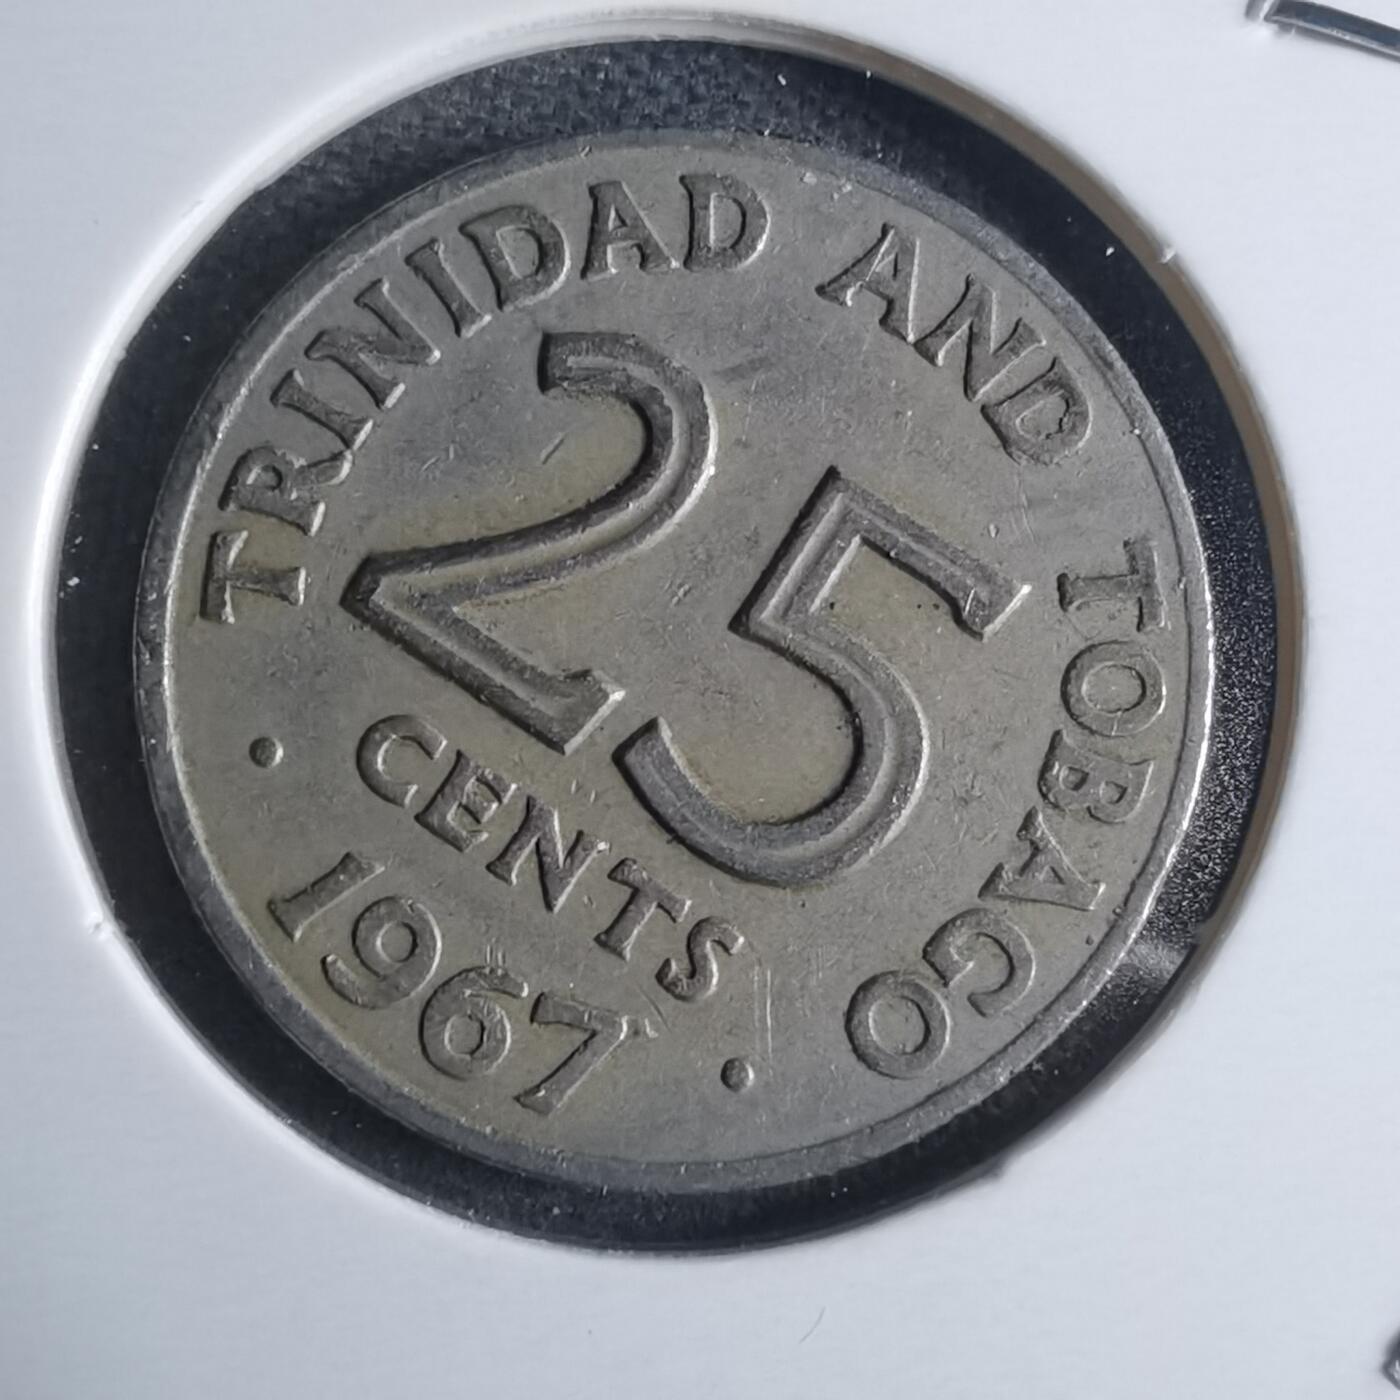 TRINIDAD AND TOBAGO
25
CENTS
1967